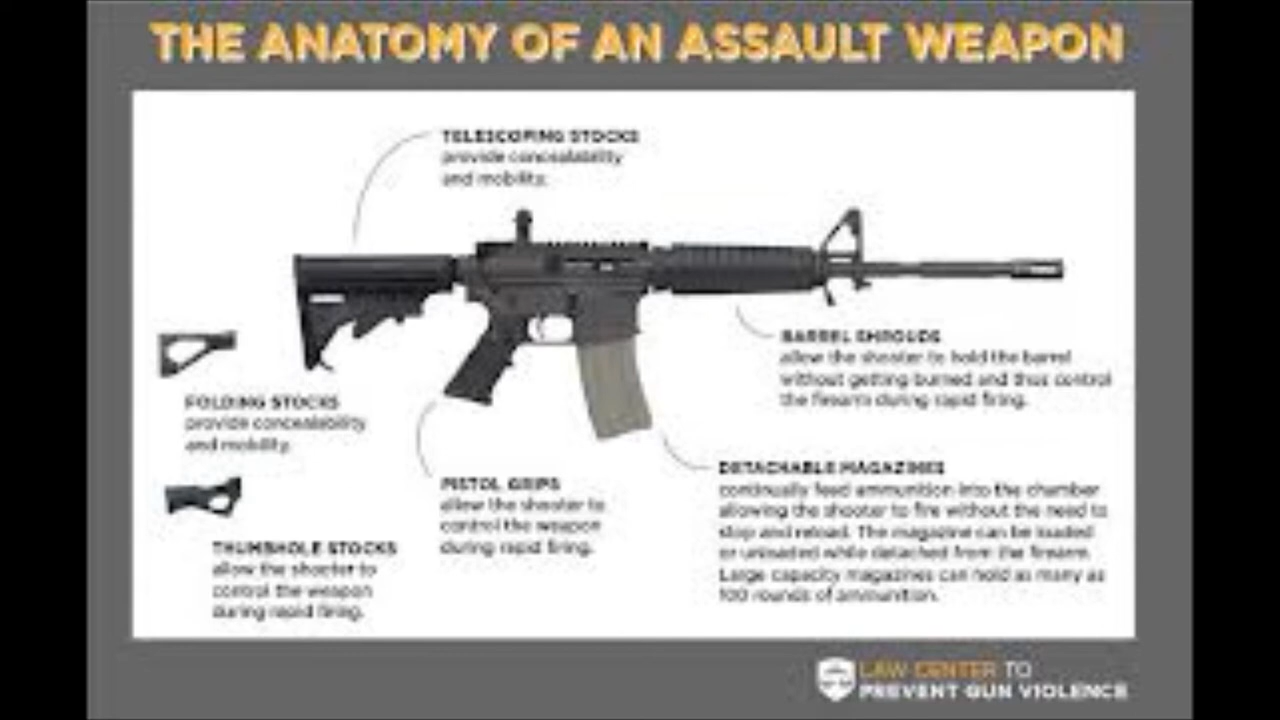 THE ANATOMY OF AN ASSAULT WEAPON
TELESCOPING STOCKS
provide concealability
and mobility.
BARREL SHROUDS
allow the shooter to hold the barrel
without getting burned and thus control
the firearm during rapid firing.
FOLDING STOCKS
provide concealability
and mobility.
PISTOL GRIPS
allow the shooter to
control the weapon
during rapid firing.
DETACHABLE MAGAZINES
continually feed ammunition into the chamber
allowing the shooter to fire without the need to
stop and reload. The magazine can be loaded
or unloaded while detached from the firearm.
Large capacity magazines can hold as many as
100 rounds of ammunition.
THUMBHOLE STOCKS
allow the shooter to
control the weapon
during rapid firing.
LAW CENTER TO
PREVENT GUN VIOLENCE